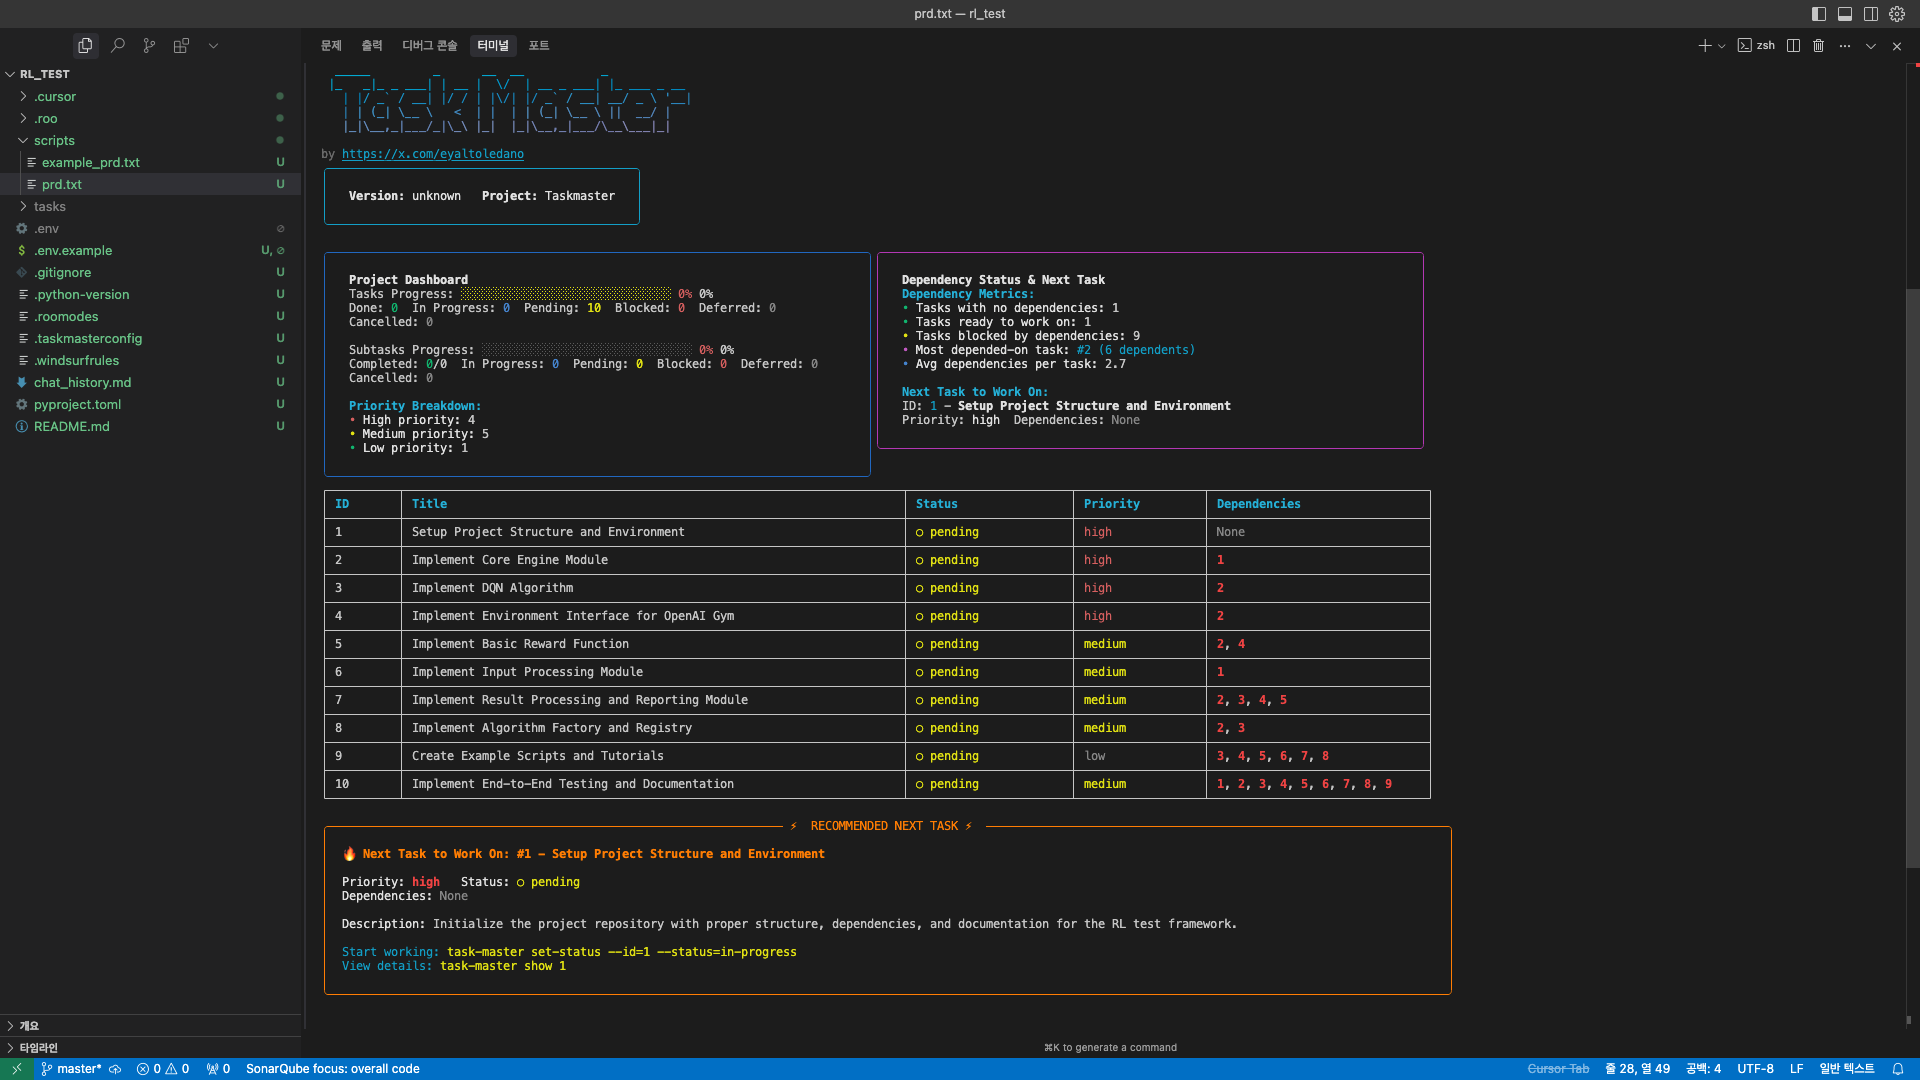 prd.txt — rl_test
문제 출력 디버그 콘솔 터미널 포트
zsh
RL_TEST
.cursor
.roo
scripts
example_prd.txt U
prd.txt U
tasks
.env
.env.example U,
.gitignore U
.python-version U
.roomodes U
.taskmasterconfig U
.windsurfrules U
chat_history.md U
pyproject.toml U
README.md U
개요
타임라인
Task Master
by https://x.com/eyaltoledano
Version: unknown Project: Taskmaster
Project Dashboard
Tasks Progress: 0% 0%
Done: 0 In Progress: 0 Pending: 10 Blocked: 0 Deferred: 0
Cancelled: 0
Subtasks Progress: 0% 0%
Completed: 0/0 In Progress: 0 Pending: 0 Blocked: 0 Deferred: 0
Cancelled: 0
Priority Breakdown:
• High priority: 4
• Medium priority: 5
• Low priority: 1
Dependency Status & Next Task
Dependency Metrics:
• Tasks with no dependencies: 1
• Tasks ready to work on: 1
• Tasks blocked by dependencies: 9
• Most depended-on task: #2 (6 dependents)
• Avg dependencies per task: 2.7
Next Task to Work On:
ID: 1 - Setup Project Structure and Environment
Priority: high Dependencies: None
ID Title Status Priority Dependencies
1 Setup Project Structure and Environment ○ pending high None
2 Implement Core Engine Module ○ pending high 1
3 Implement DQN Algorithm ○ pending high 2
4 Implement Environment Interface for OpenAI Gym ○ pending high 2
5 Implement Basic Reward Function ○ pending medium 2, 4
6 Implement Input Processing Module ○ pending medium 1
7 Implement Result Processing and Reporting Module ○ pending medium 2, 3, 4, 5
8 Implement Algorithm Factory and Registry ○ pending medium 2, 3
9 Create Example Scripts and Tutorials ○ pending low 3, 4, 5, 6, 7, 8
10 Implement End-to-End Testing and Documentation ○ pending medium 1, 2, 3, 4, 5, 6, 7, 8, 9
⚡ RECOMMENDED NEXT TASK ⚡
🔥 Next Task to Work On: #1 - Setup Project Structure and Environment
Priority: high Status: ○ pending
Dependencies: None
Description: Initialize the project repository with proper structure, dependencies, and documentation for the RL test framework.
Start working: task-master set-status --id=1 --status=in-progress
View details: task-master show 1
⌘K to generate a command
master* 0 0 0 SonarQube focus: overall code
Cursor Tab 줄 28, 열 49 공백: 4 UTF-8 LF 일반 텍스트